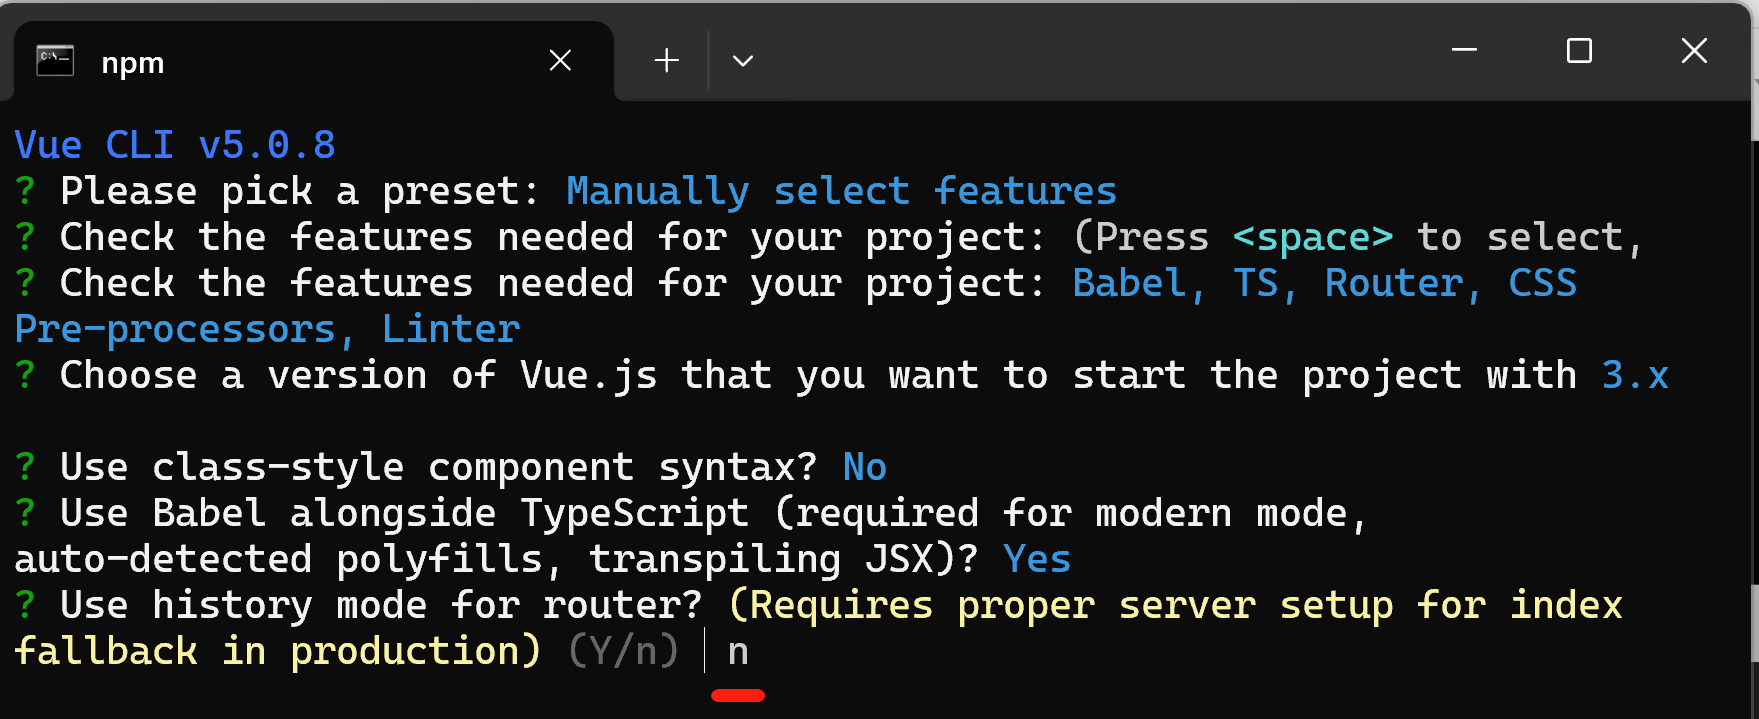 npm
Vue CLI v5.0.8
? Please pick a preset: Manually select features
? Check the features needed for your project: (Press <space> to select,
? Check the features needed for your project: Babel, TS, Router, CSS
Pre-processors, Linter
? Choose a version of Vue.js that you want to start the project with 3.x
? Use class-style component syntax? No
? Use Babel alongside TypeScript (required for modern mode,
auto-detected polyfills, transpiling JSX)? Yes
? Use history mode for router? (Requires proper server setup for index
fallback in production) (Y/n) n